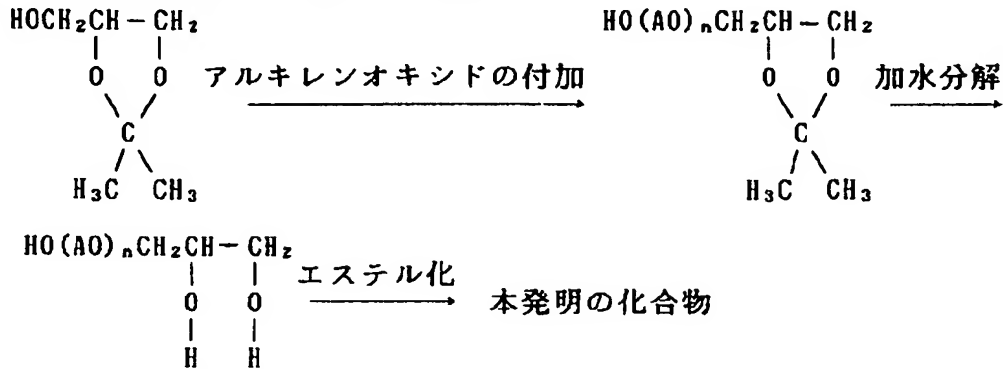 HOCH₂CH－CH₂ HO(AO)ₙCH₂CH－CH₂
O O アルキレンオキシドの付加 O O 加水分解
C C
H₃C CH₃ H₃C CH₃
HO(AO)ₙCH₂CH－CH₂
O O エステル化 本発明の化合物
H H